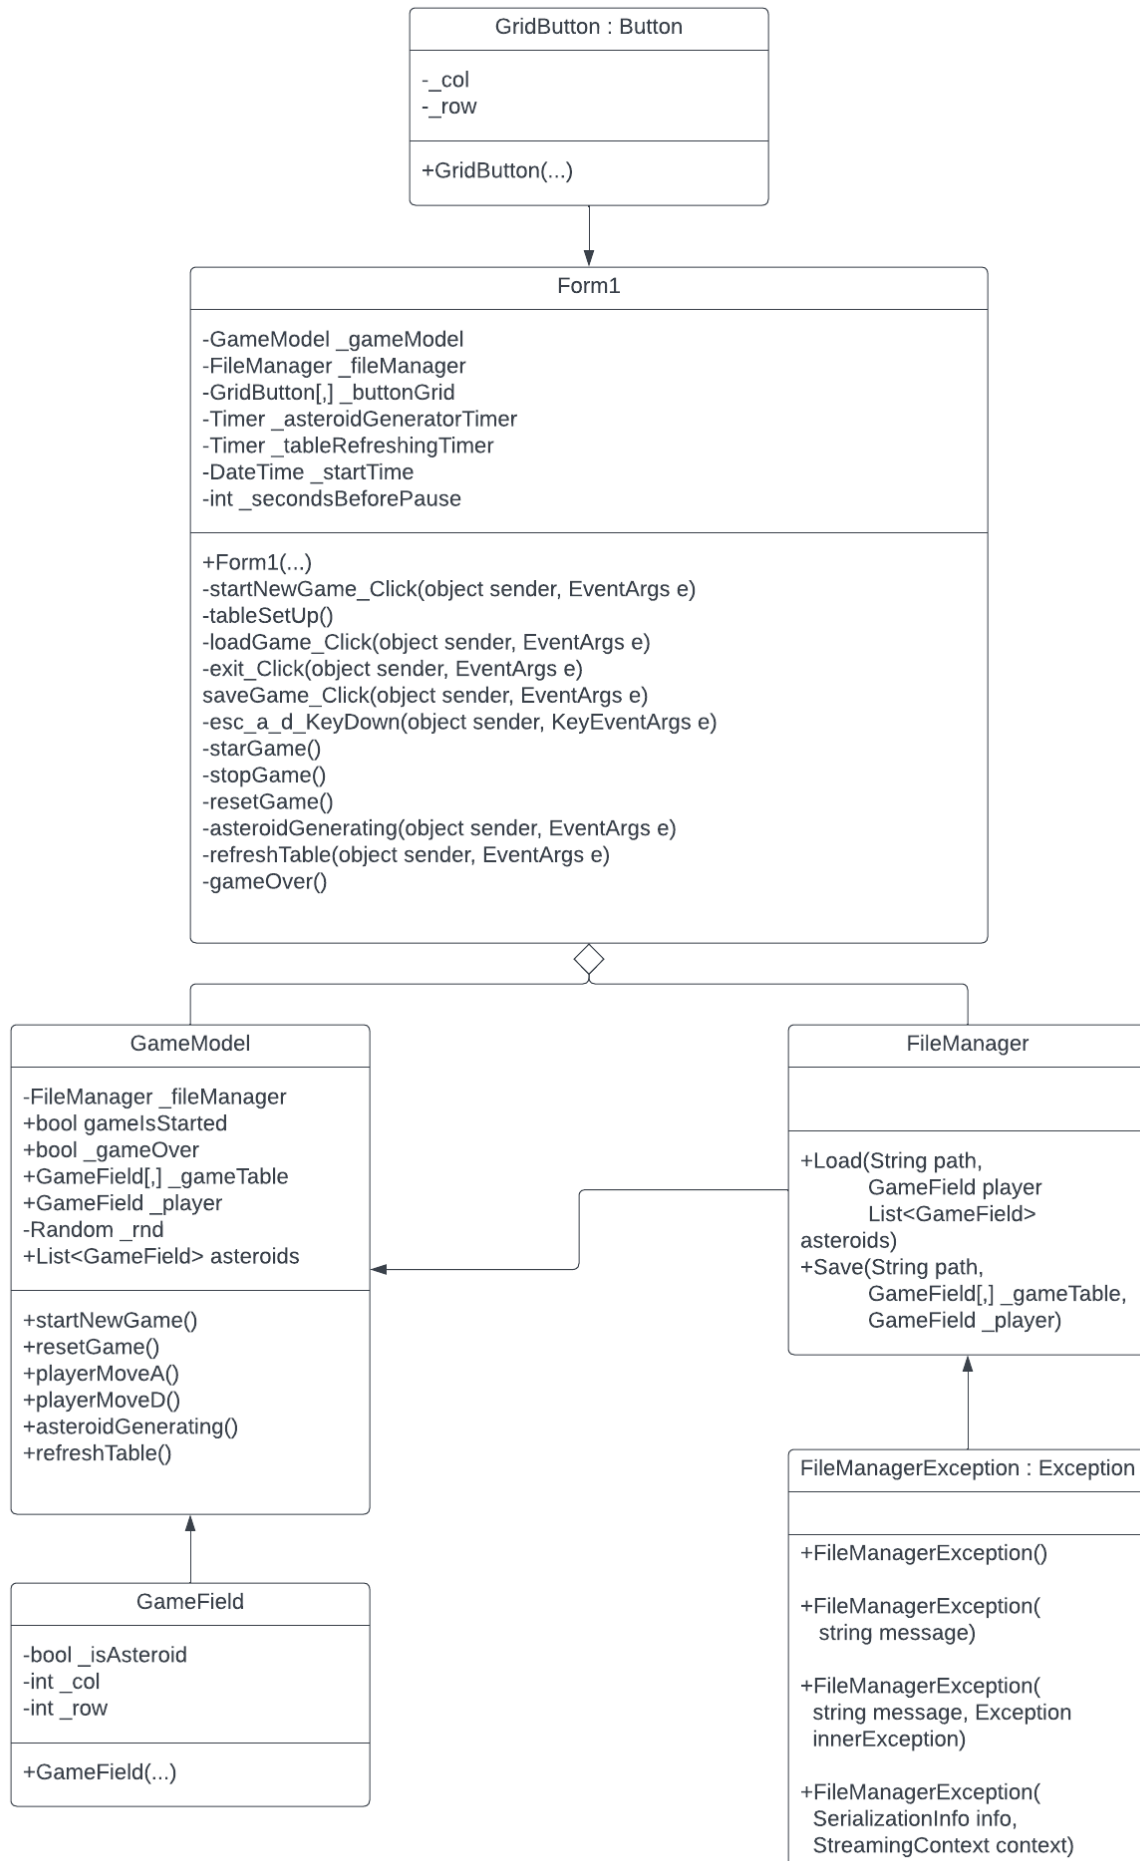 GridButton : Button
-_col
-_row
+GridButton(...)
Form1
-GameModel _gameModel
-FileManager _fileManager
-GridButton[,] _buttonGrid
-Timer _asteroidGeneratorTimer
-Timer _tableRefreshingTimer
-DateTime _startTime
-int _secondsBeforePause
+Form1(...)
-startNewGame_Click(object sender, EventArgs e)
-tableSetUp()
-loadGame_Click(object sender, EventArgs e)
-exit_Click(object sender, EventArgs e)
saveGame_Click(object sender, EventArgs e)
-esc_a_d_KeyDown(object sender, KeyEventArgs e)
-starGame()
-stopGame()
-resetGame()
-asteroidGenerating(object sender, EventArgs e)
-refreshTable(object sender, EventArgs e)
-gameOver()
GameModel
-FileManager _fileManager
+bool gameIsStarted
+bool _gameOver
+GameField[,] _gameTable
+GameField _player
-Random _rnd
+List<GameField> asteroids
+startNewGame()
+resetGame()
+playerMoveA()
+playerMoveD()
+asteroidGenerating()
+refreshTable()
FileManager
+Load(String path,
GameField player
List<GameField>
asteroids)
+Save(String path,
GameField[,] _gameTable,
GameField _player)
GameField
-bool _isAsteroid
-int _col
-int _row
+GameField(...)
FileManagerException : Exception
+FileManagerException()
+FileManagerException(
string message)
+FileManagerException(
string message, Exception
innerException)
+FileManagerException(
SerializationInfo info,
StreamingContext context)